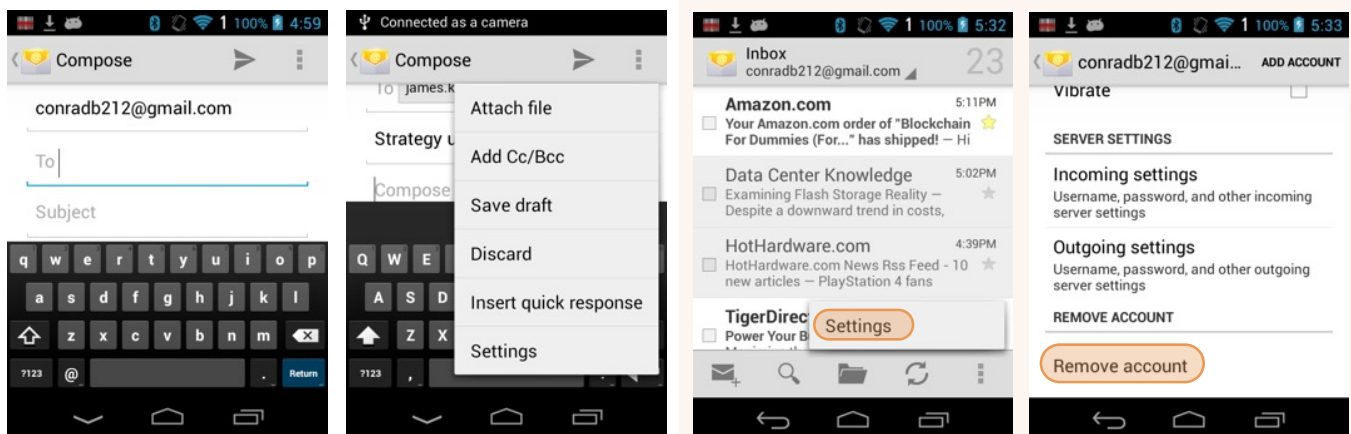 1 100% 4:59
Compose
conradb212@gmail.com
To
Subject
q w e r t y u i o p
a s d f g h j k l
z x c v b n m
?123 @ . Return
Connected as a camera
Compose
To james.k
Strategy u
Compose
Attach file
Add Cc/Bcc
Save draft
Discard
Insert quick response
Settings
Q W E
A S D
Z X
?123 , .
1 100% 5:32
Inbox
conradb212@gmail.com
23
Amazon.com 5:11PM
Your Amazon.com order of "Blockchain
For Dummies (For..." has shipped! — Hi
Data Center Knowledge 5:02PM
Examining Flash Storage Reality —
Despite a downward trend in costs,
HotHardware.com 4:39PM
HotHardware.com News Rss Feed - 10
new articles — PlayStation 4 fans
TigerDirec
Power Your B
Settings
1 100% 5:33
conradb212@gmai... ADD ACCOUNT
Vibrate
SERVER SETTINGS
Incoming settings
Username, password, and other incoming
server settings
Outgoing settings
Username, password, and other outgoing
server settings
REMOVE ACCOUNT
Remove account